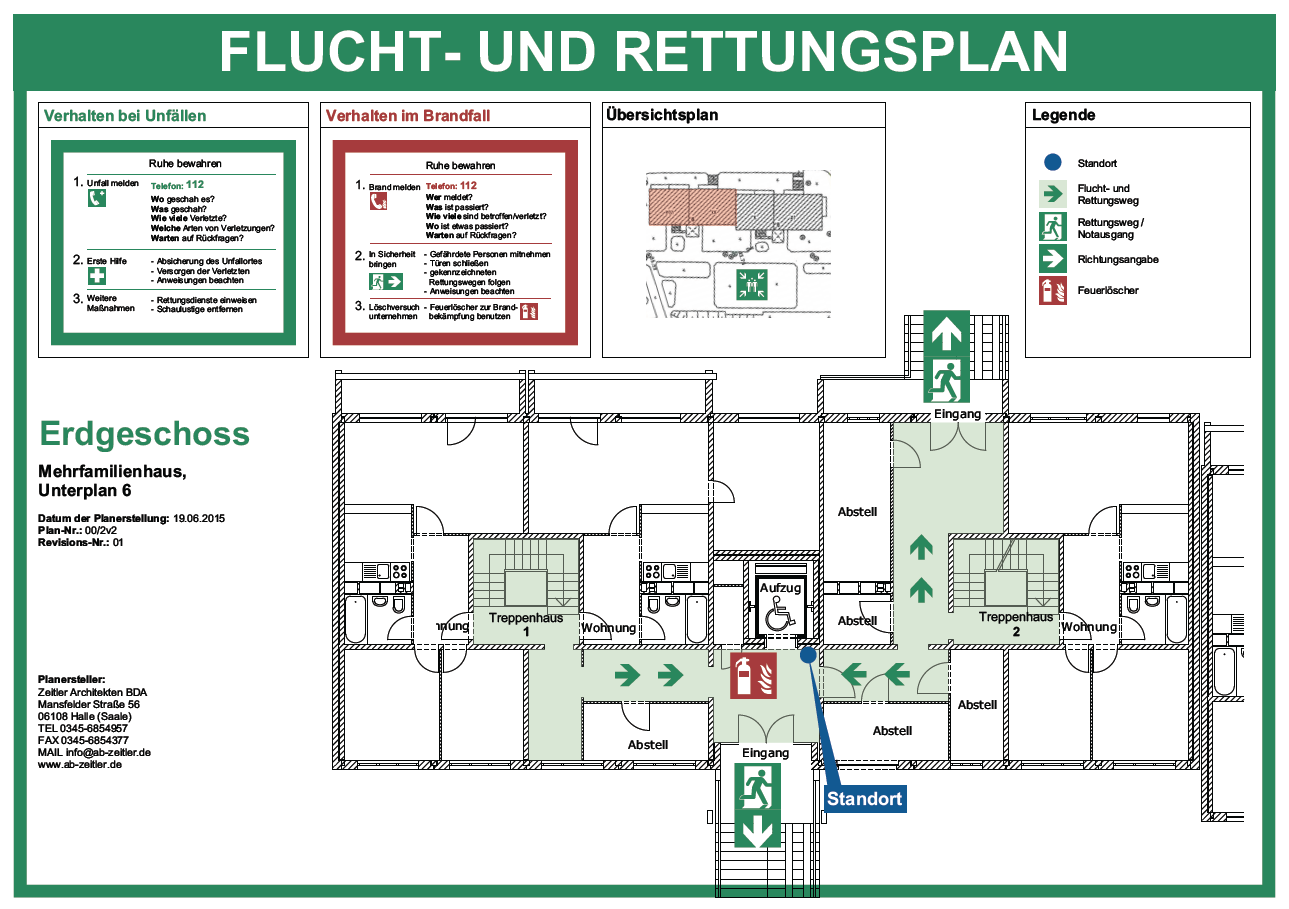 FLUCHT- UND RETTUNGSPLAN
Verhalten bei Unfällen
Ruhe bewahren
1. Unfall melden
Telefon: 112
Wo geschah es?
Was geschah?
Wie viele Verletzte?
Welche Arten von Verletzungen?
Warten auf Rückfragen?
2. Erste Hilfe
- Absicherung des Unfallortes
- Versorgen der Verletzten
- Anweisungen beachten
3. Weitere
Maßnahmen
- Rettungsdienste einweisen
- Schaulustige entfernen
Verhalten im Brandfall
Ruhe bewahren
1. Brand melden
Telefon: 112
Wer meldet?
Was ist passiert?
Wie viele sind betroffen/verletzt?
Wo ist etwas passiert?
Warten auf Rückfragen?
2. In Sicherheit
bringen
- Gefährdete Personen mitnehmen
- Türen schließen
- gekennzeichneten
Rettungswegen folgen
- Anweisungen beachten
3. Löschversuch
unternehmen
- Feuerlöscher zur Brand-
bekämpfung benutzen
Übersichtsplan
Legende
Standort
Flucht- und
Rettungsweg
Rettungsweg /
Notausgang
Richtungsangabe
Feuerlöscher
Erdgeschoss
Mehrfamilienhaus,
Unterplan 6
Datum der Planerstellung: 19.06.2015
Plan-Nr.: 00/2v2
Revisions-Nr.: 01
Planersteller:
Zeitler Architekten BDA
Mansfelder Straße 56
06108 Halle (Saale)
TEL 0345-6854957
FAX 0345-6854377
MAIL info@ab-zeitler.de
www.ab-zeitler.de
Eingang
Abstell
Aufzug
Abstell
Treppenhaus
1
Wohnung
Treppenhaus
2
Wohnung
nung
Abstell
Abstell
Abstell
Eingang
Standort